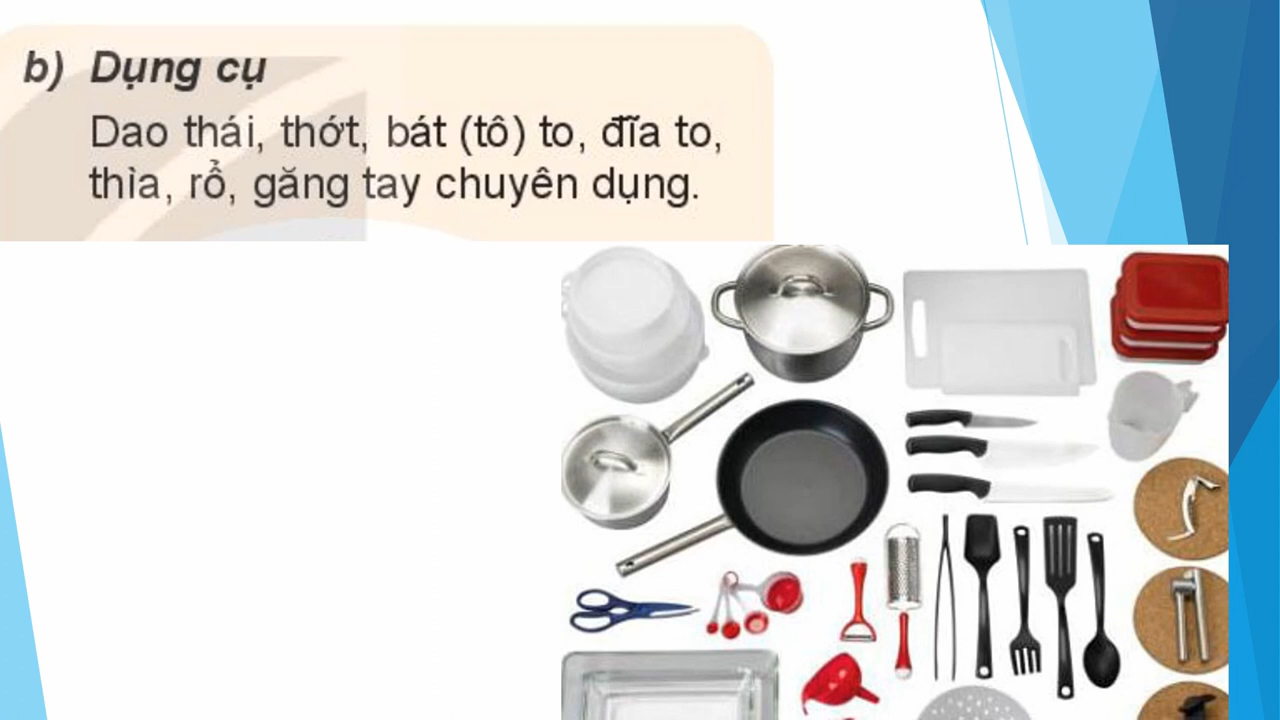 b) Dụng cụ
Dao thái, thớt, bát (tô) to, đĩa to,
thìa, rổ, găng tay chuyên dụng.